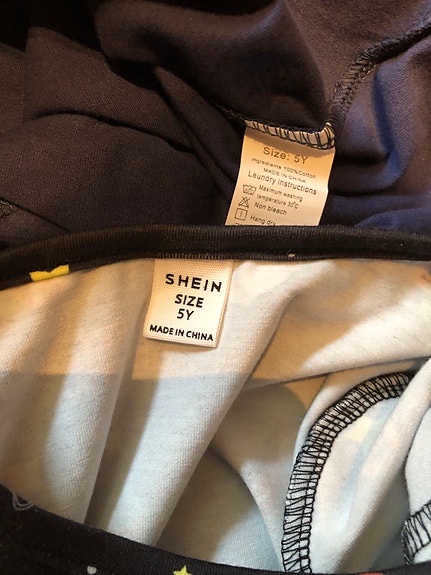 Size: 5Y
Ingredients 100%Cotton
MADE IN CHINA
Laundry Instructions
Maximum washing
temperature 30℃
Non bleach
Hang dry
SHEIN
SIZE
5Y
MADE IN CHINA